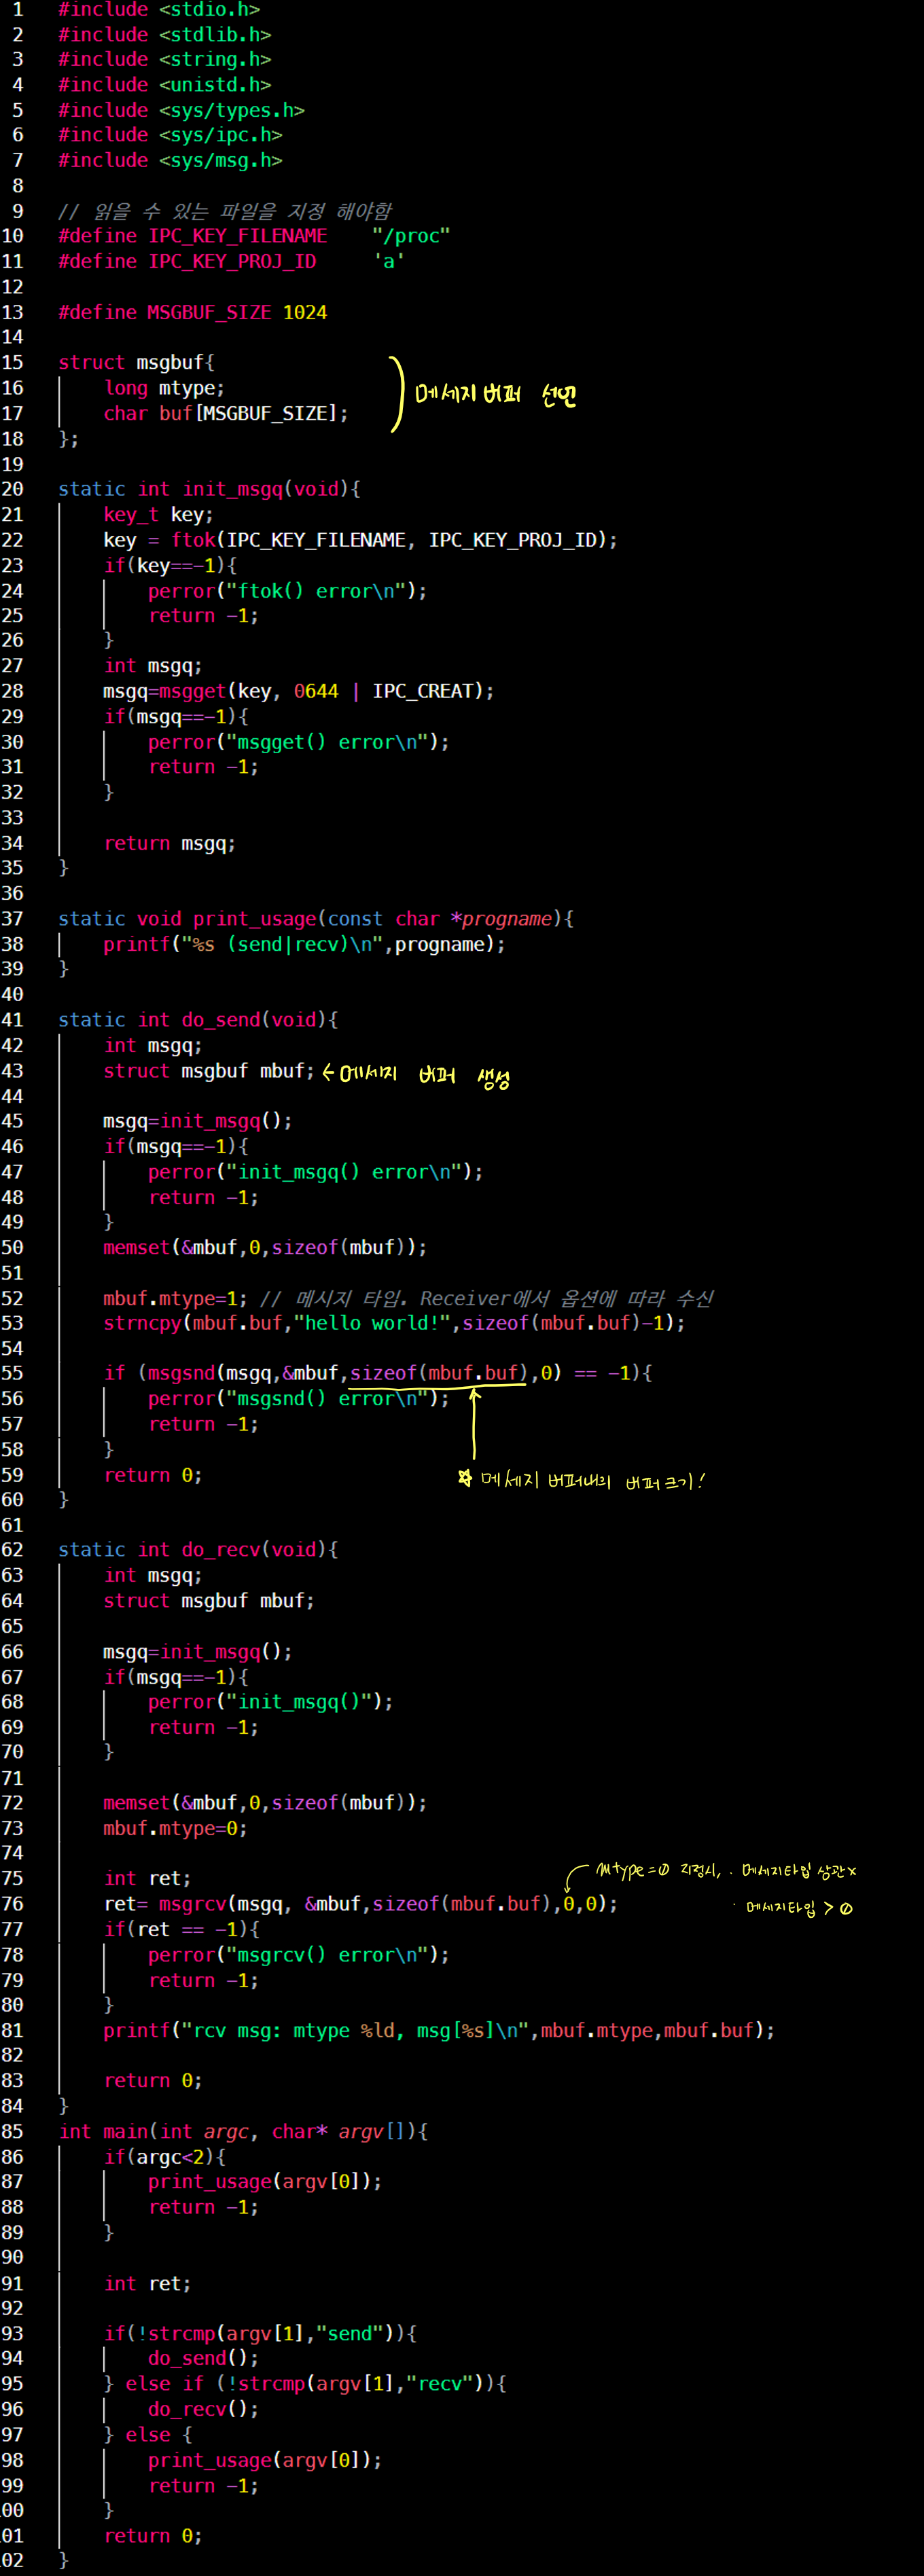 1 #include <stdio.h>
2 #include <stdlib.h>
3 #include <string.h>
4 #include <unistd.h>
5 #include <sys/types.h>
6 #include <sys/ipc.h>
7 #include <sys/msg.h>
8
9 // 읽을 수 있는 파일을 지정 해야함
10 #define IPC_KEY_FILENAME    "/proc"
11 #define IPC_KEY_PROJ_ID     'a'
12
13 #define MSGBUF_SIZE 1024
14
15 struct msgbuf{
16     long mtype;
메세지 버퍼 선언
17     char buf[MSGBUF_SIZE];
18 };
19
20 static int init_msgq(void){
21     key_t key;
22     key = ftok(IPC_KEY_FILENAME, IPC_KEY_PROJ_ID);
23     if(key==-1){
24         perror("ftok() error\n");
25         return -1;
26     }
27     int msgq;
28     msgq=msgget(key, 0644 | IPC_CREAT);
29     if(msgq==-1){
30         perror("msgget() error\n");
31         return -1;
32     }
33
34     return msgq;
35 }
36
37 static void print_usage(const char *progname){
38     printf("%s (send|recv)\n",progname);
39 }
40
41 static int do_send(void){
42     int msgq;
43     struct msgbuf mbuf; ← 메세지 버퍼 생성
44
45     msgq=init_msgq();
46     if(msgq==-1){
47         perror("init_msgq() error\n");
48         return -1;
49     }
50     memset(&mbuf,0,sizeof(mbuf));
51
52     mbuf.mtype=1; // 메시지 타입. Receiver에서 옵션에 따라 수신
53     strncpy(mbuf.buf,"hello world!",sizeof(mbuf.buf)-1);
54
55     if (msgsnd(msgq,&mbuf,sizeof(mbuf.buf),0) == -1){
56         perror("msgsnd() error\n");
57         return -1;
58     }
59     return 0;
☆ 메세지 버퍼내의 버퍼 크기!
60 }
61
62 static int do_recv(void){
63     int msgq;
64     struct msgbuf mbuf;
65
66     msgq=init_msgq();
67     if(msgq==-1){
68         perror("init_msgq()");
69         return -1;
70     }
71
72     memset(&mbuf,0,sizeof(mbuf));
73     mbuf.mtype=0;
74
mtype=0 지정시, · 메세지타입 상관x
75     int ret;
76     ret= msgrcv(msgq, &mbuf,sizeof(mbuf.buf),0,0);
· 메세지타입 > 0
77     if(ret == -1){
78         perror("msgrcv() error\n");
79         return -1;
80     }
81     printf("rcv msg: mtype %ld, msg[%s]\n",mbuf.mtype,mbuf.buf);
82
83     return 0;
84 }
85 int main(int argc, char* argv[]){
86     if(argc<2){
87         print_usage(argv[0]);
88         return -1;
89     }
90
91     int ret;
92
93     if(!strcmp(argv[1],"send")){
94         do_send();
95     } else if (!strcmp(argv[1],"recv")){
96         do_recv();
97     } else {
98         print_usage(argv[0]);
99         return -1;
00     }
01     return 0;
02 }